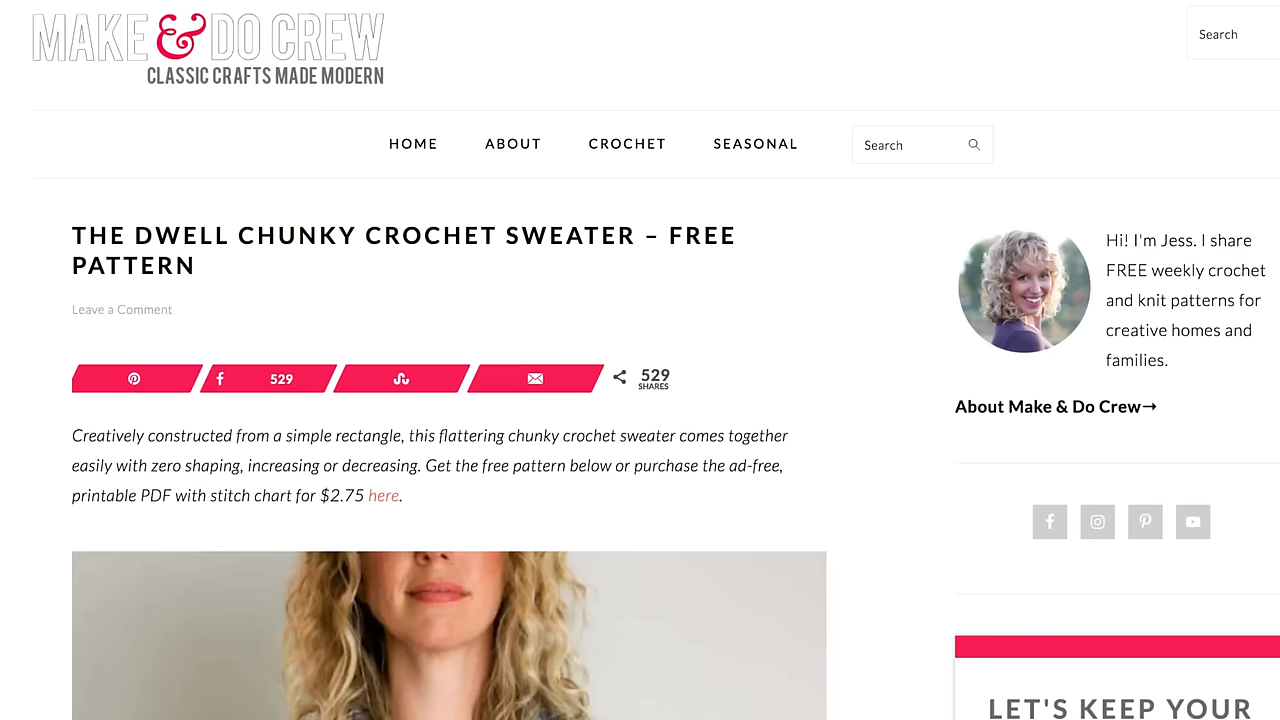 MAKE & DO CREW
CLASSIC CRAFTS MADE MODERN
Search
HOME ABOUT CROCHET SEASONAL Search
THE DWELL CHUNKY CROCHET SWEATER – FREE
PATTERN
Leave a Comment
529
529
SHARES
Creatively constructed from a simple rectangle, this flattering chunky crochet sweater comes together
easily with zero shaping, increasing or decreasing. Get the free pattern below or purchase the ad-free,
printable PDF with stitch chart for $2.75 here.
Hi! I'm Jess. I share
FREE weekly crochet
and knit patterns for
creative homes and
families.
About Make & Do Crew→
LET'S KEEP YOUR